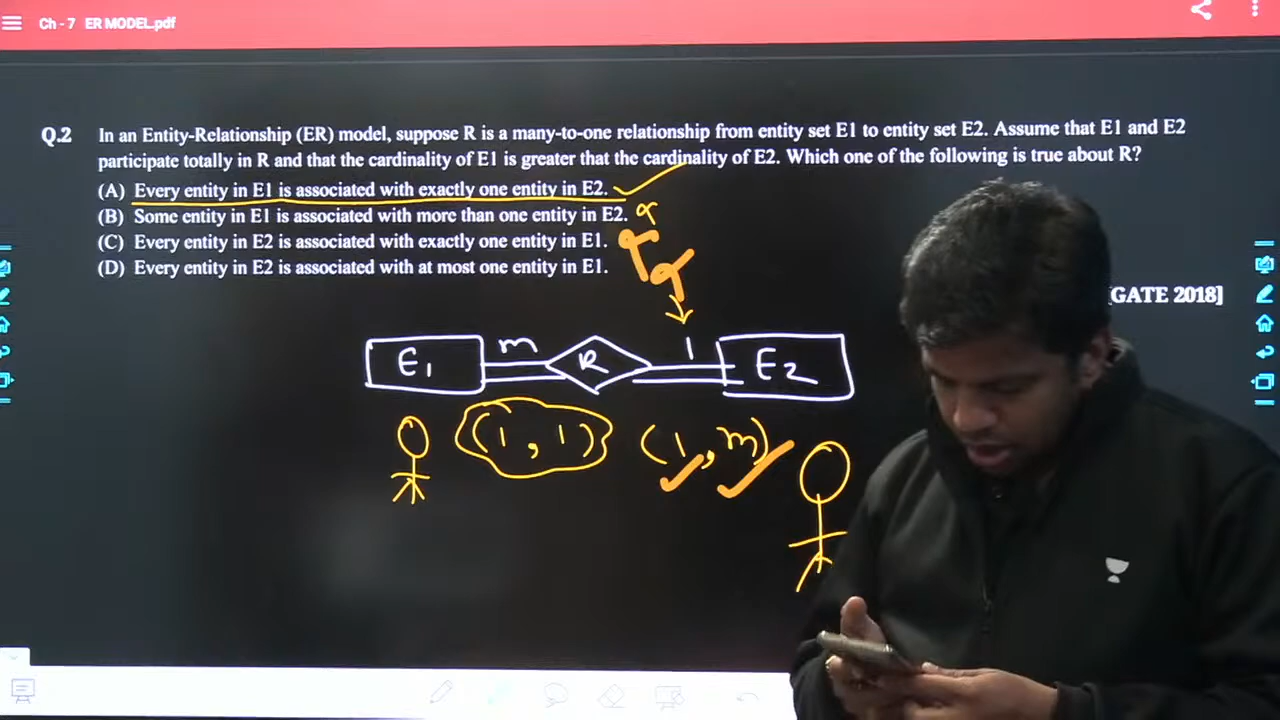 Ch - 7 ER MODEL.pdf
Q.2 In an Entity-Relationship (ER) model, suppose R is a many-to-one relationship from entity set E1 to entity set E2. Assume that E1 and E2
participate totally in R and that the cardinality of E1 is greater that the cardinality of E2. Which one of the following is true about R?
(A) Every entity in E1 is associated with exactly one entity in E2.
(B) Some entity in E1 is associated with more than one entity in E2.
(C) Every entity in E2 is associated with exactly one entity in E1.
(D) Every entity in E2 is associated with at most one entity in E1.
[GATE 2018]
E1 m R 1 E2
(1, 1) (1, m)